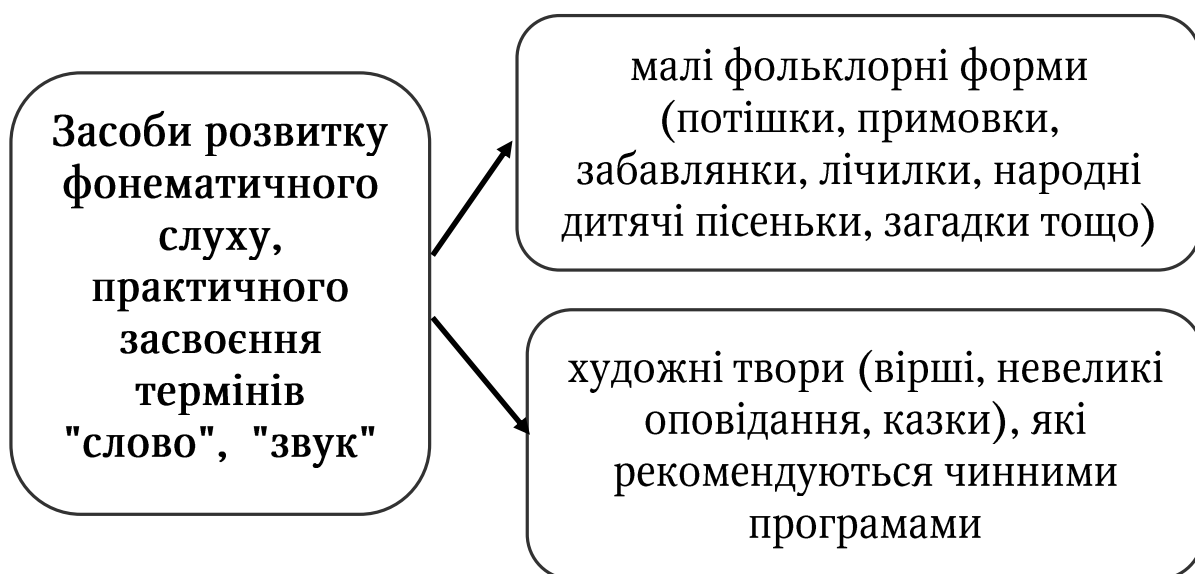 Засоби розвитку
фонематичного
слуху,
практичного
засвоєння
термінів
"слово", "звук"
малі фольклорні форми
(потішки, примовки,
забавлянки, лічилки, народні
дитячі пісеньки, загадки тощо)
художні твори (вірші, невеликі
оповідання, казки), які
рекомендуються чинними
програмами